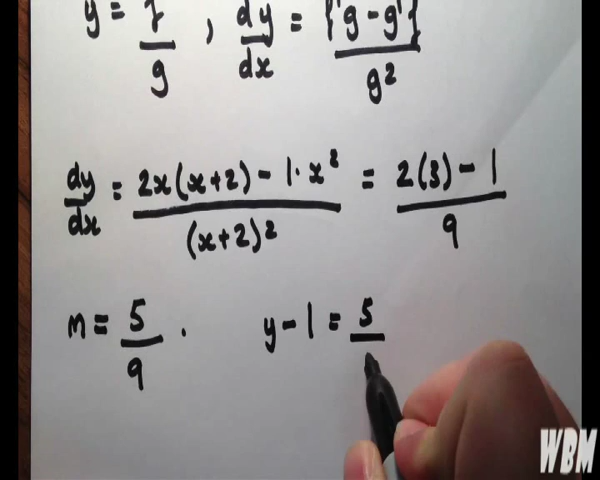 y = f/g , dy/dx = {f'g - g'f}/g²
dy/dx = 2x(x+2) - 1·x²/(x+2)² = 2(3) - 1/9
m = 5/9 . y - 1 = 5/
WBM